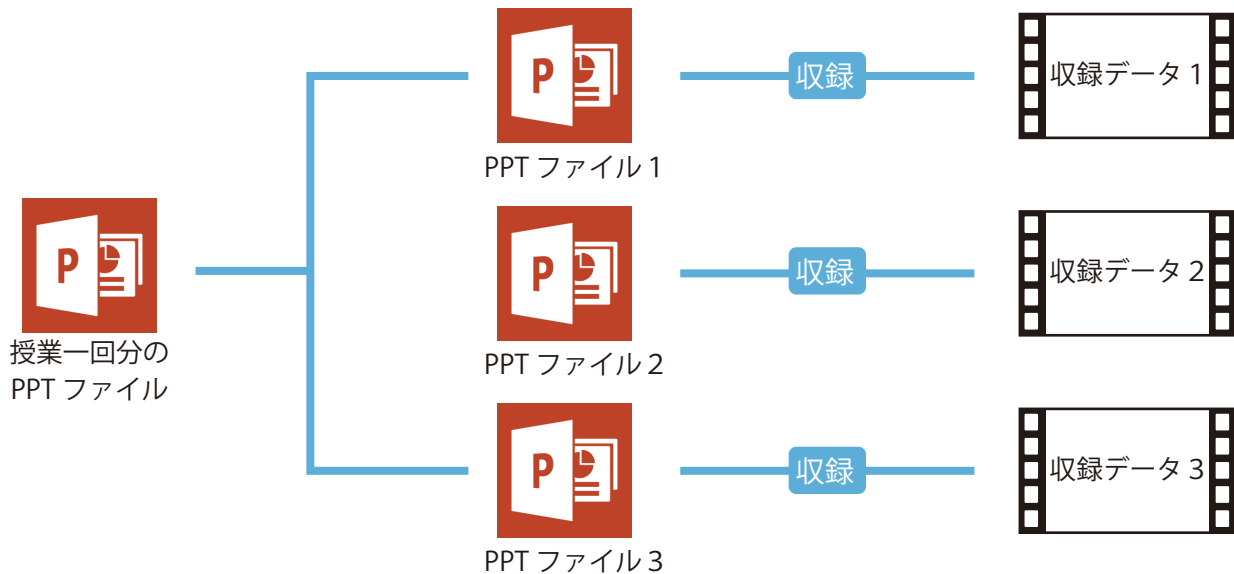 P
収録
収録データ 1
PPT ファイル 1
P
授業一回分の
PPT ファイル
P
収録
収録データ 2
PPT ファイル 2
P
収録
収録データ 3
PPT ファイル 3